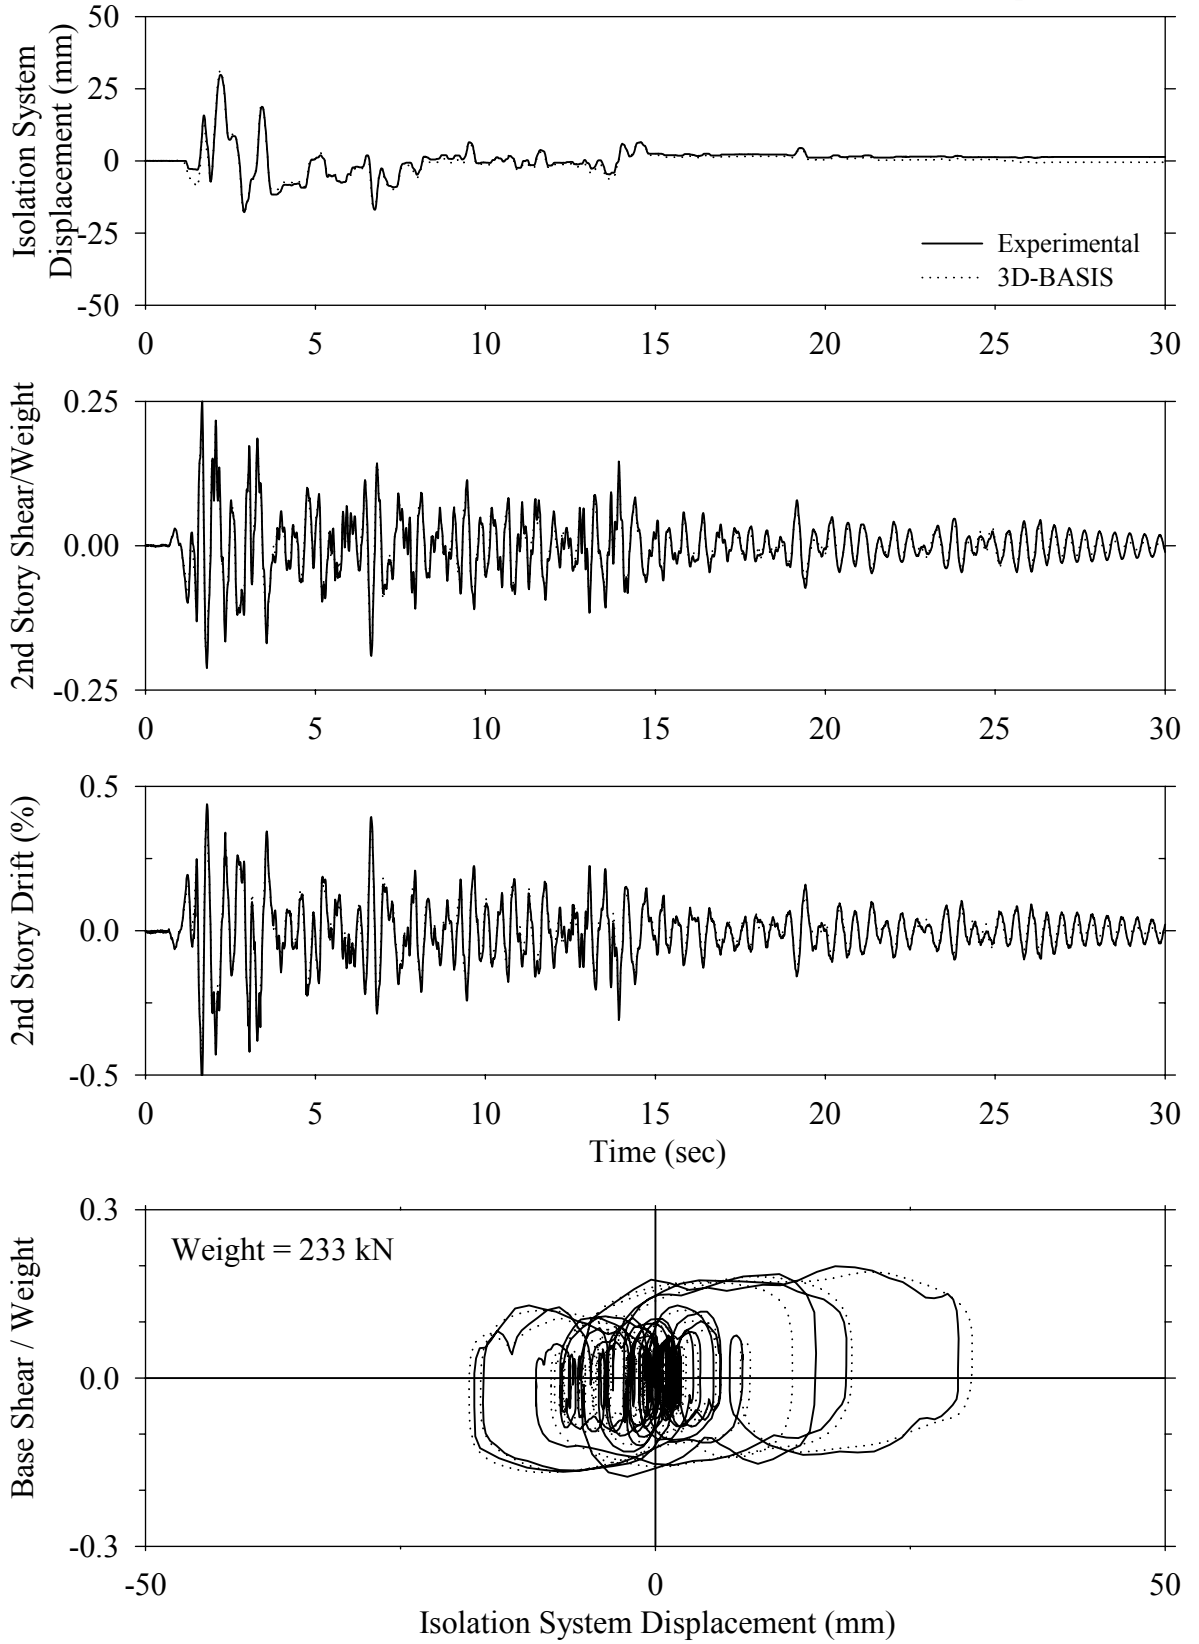 Isolation System
Displacement (mm)
50
25
0
-25
-50
Experimental
3D-BASIS
0 5 10 15 20 25 30
2nd Story Shear/Weight
0.25
0.00
-0.25
0 5 10 15 20 25 30
2nd Story Drift (%)
0.5
0.0
-0.5
0 5 10 15 20 25 30
Time (sec)
Base Shear / Weight
0.3
0.0
-0.3
Weight = 233 kN
-50 0 50
Isolation System Displacement (mm)